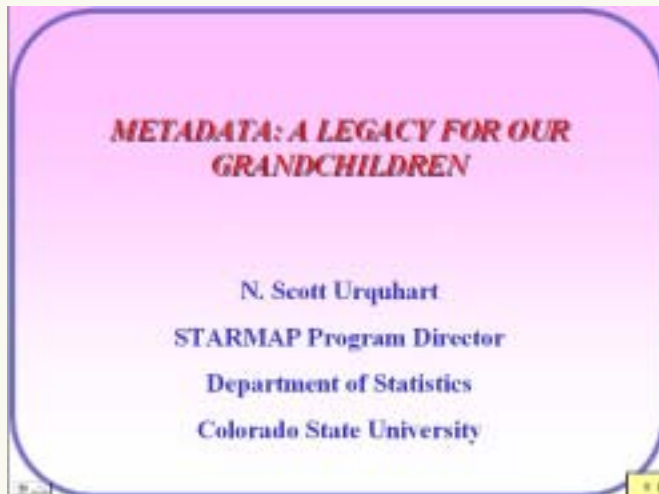 METADATA: A LEGACY FOR OUR
GRANDCHILDREN
N. Scott Urquhart
STARMAP Program Director
Department of Statistics
Colorado State University